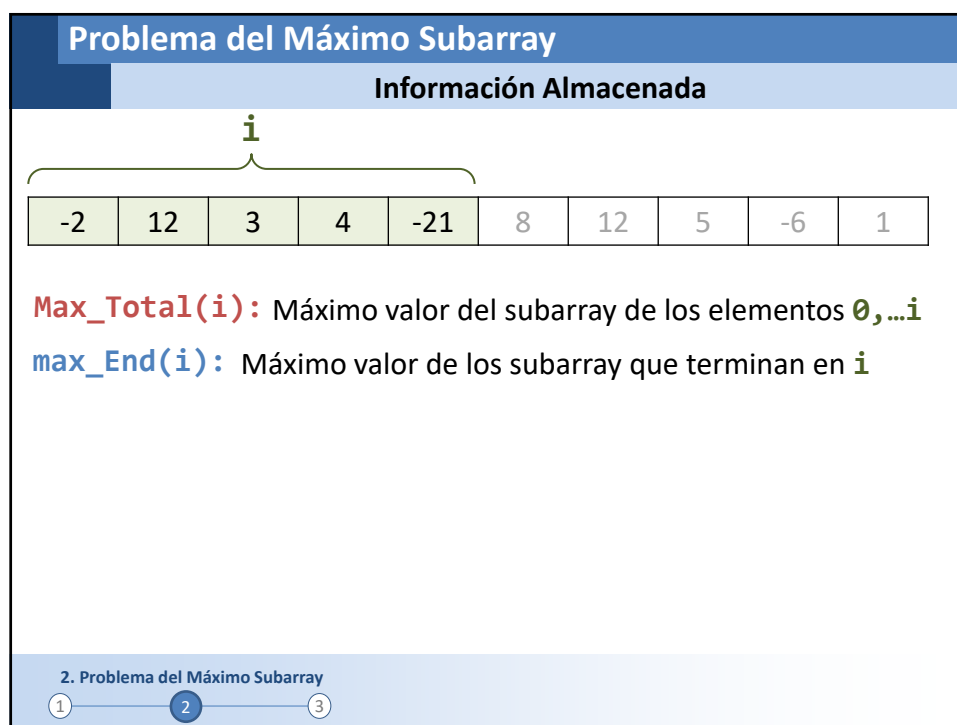 Problema del Máximo Subarray
Información Almacenada
i
-2 12 3 4 -21 8 12 5 -6 1
Max_Total(i): Máximo valor del subarray de los elementos 0,…i
max_End(i): Máximo valor de los subarray que terminan en i
2. Problema del Máximo Subarray
1 2 3